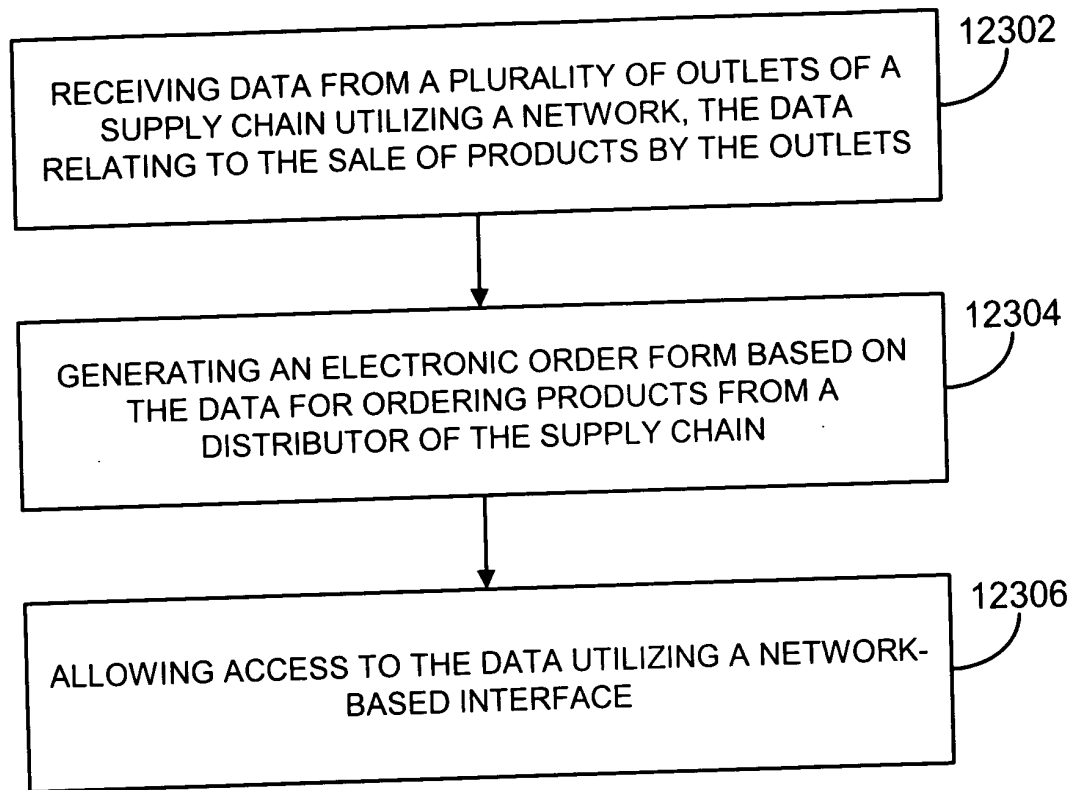 12302
RECEIVING DATA FROM A PLURALITY OF OUTLETS OF A
SUPPLY CHAIN UTILIZING A NETWORK, THE DATA
RELATING TO THE SALE OF PRODUCTS BY THE OUTLETS
12304
GENERATING AN ELECTRONIC ORDER FORM BASED ON
THE DATA FOR ORDERING PRODUCTS FROM A
DISTRIBUTOR OF THE SUPPLY CHAIN
12306
ALLOWING ACCESS TO THE DATA UTILIZING A NETWORK-
BASED INTERFACE